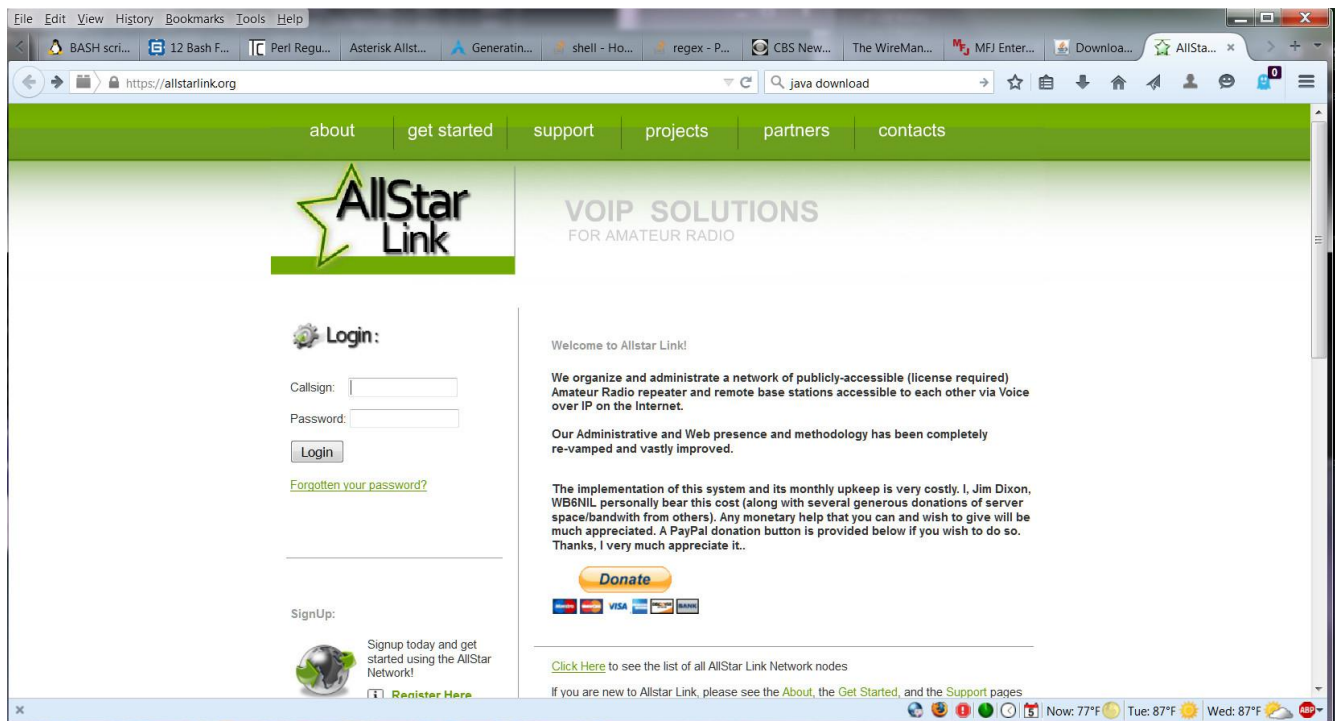 File Edit View History Bookmarks Tools Help
BASH scri... 12 Bash F... Perl Regu... Asterisk Allst... Generatin... shell - Ho... regex - P... CBS New... The WireMan... MFJ Enter... Downloa... AllSta...
https://allstarlink.org java download 0
about get started support projects partners contacts
AllStar
Link
VOIP SOLUTIONS
FOR AMATEUR RADIO
Login:
Callsign:
Password:
Login
Forgotten your password?
SignUp:
Signup today and get
started using the AllStar
Network!
Register Here
Welcome to Allstar Link!
We organize and administrate a network of publicly-accessible (license required)
Amateur Radio repeater and remote base stations accessible to each other via Voice
over IP on the Internet.
Our Administrative and Web presence and methodology has been completely
re-vamped and vastly improved.
The implementation of this system and its monthly upkeep is very costly. I, Jim Dixon,
WB6NIL personally bear this cost (along with several generous donations of server
space/bandwith from others). Any monetary help that you can and wish to give will be
much appreciated. A PayPal donation button is provided below if you wish to do so.
Thanks, I very much appreciate it..
Donate
VISA BANK
Click Here to see the list of all AllStar Link Network nodes
If you are new to Allstar Link, please see the About, the Get Started, and the Support pages
5 Now: 77°F Tue: 87°F Wed: 87°F ABP